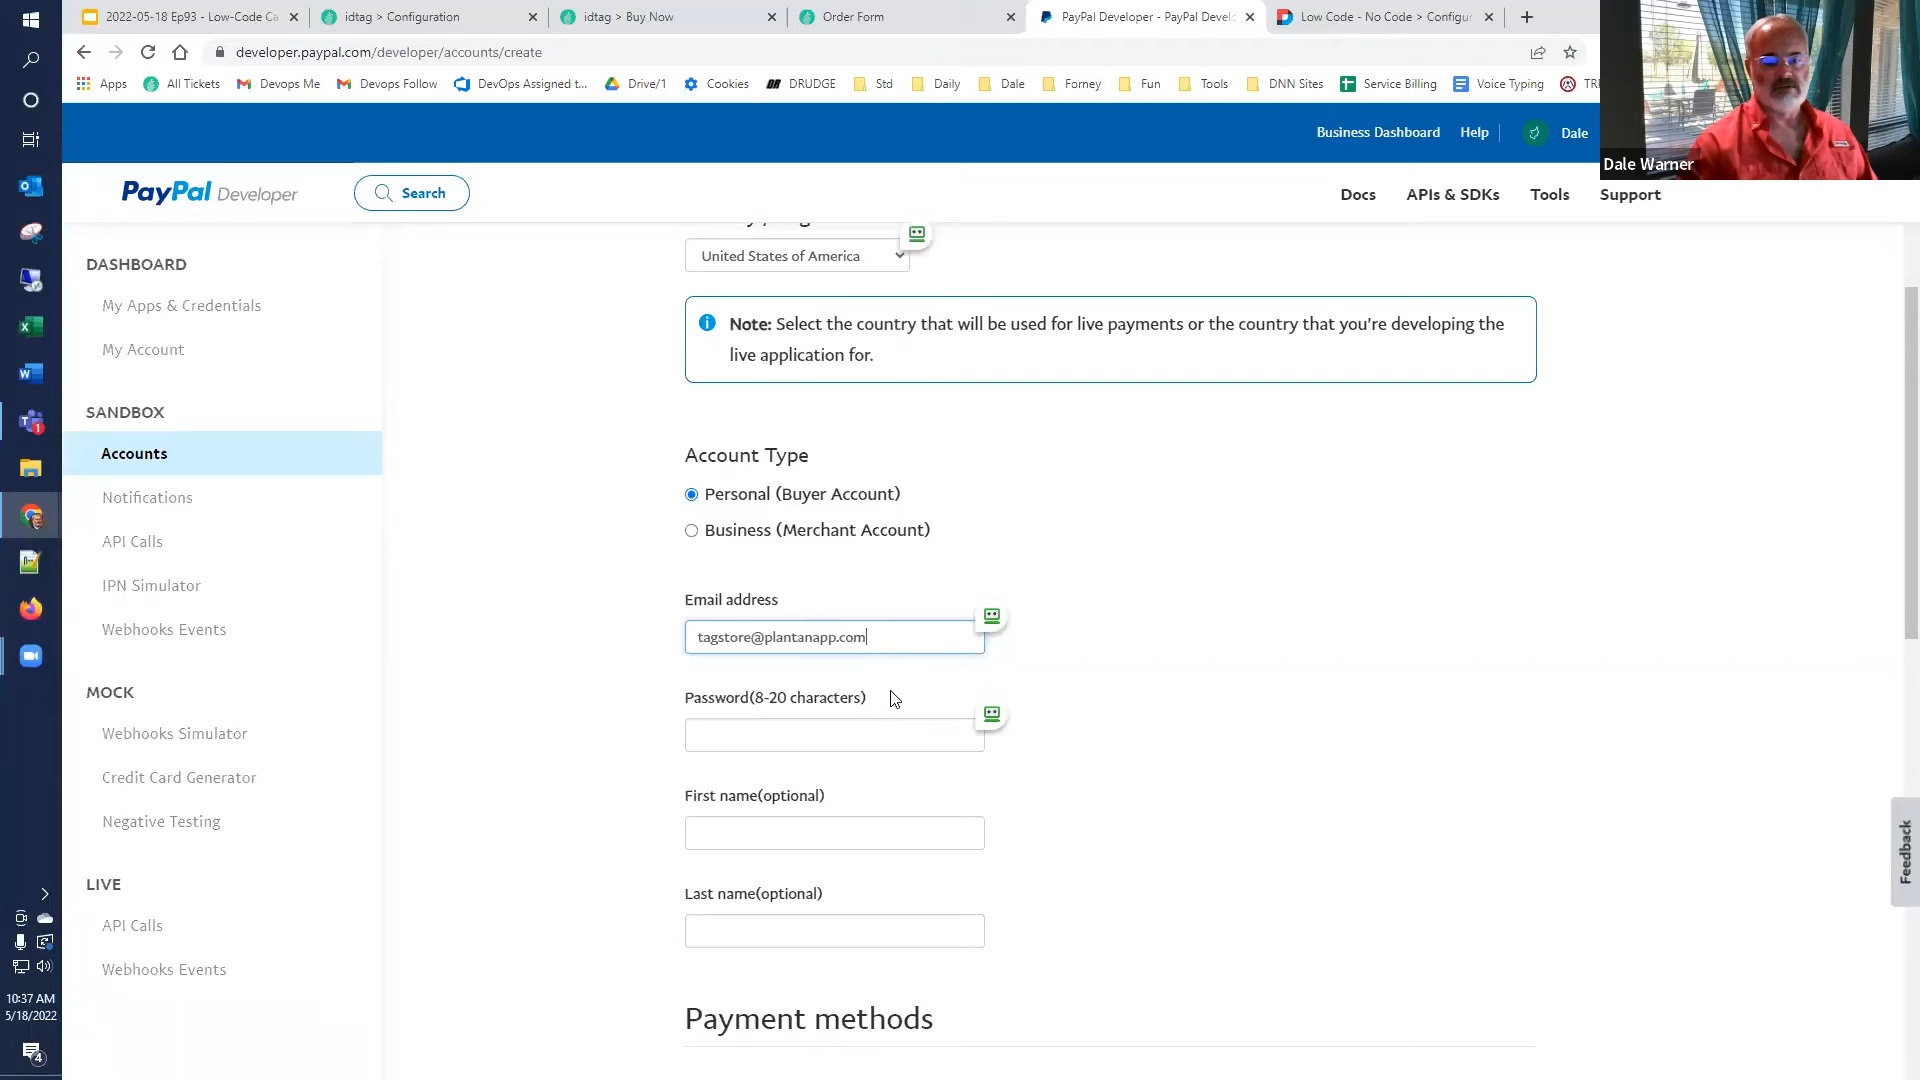 2022-05-18 Ep93 - Low-Code Ca
idtag > Configuration
idtag > Buy Now
Order Form
PayPal Developer - PayPal Devel
Low Code - No Code > Configur
developer.paypal.com/developer/accounts/create
Apps
All Tickets
Devops Me
Devops Follow
DevOps Assigned t...
Drive/1
Cookies
DRUDGE
Std
Daily
Dale
Forney
Fun
Tools
DNN Sites
Service Billing
Voice Typing
Business Dashboard
Help
Dale
Dale Warner
PayPal Developer
Search
Docs
APIs & SDKs
Tools
Support
DASHBOARD
My Apps & Credentials
My Account
SANDBOX
Accounts
Notifications
API Calls
IPN Simulator
Webhooks Events
MOCK
Webhooks Simulator
Credit Card Generator
Negative Testing
LIVE
API Calls
Webhooks Events
United States of America
Note: Select the country that will be used for live payments or the country that you're developing the
live application for.
Account Type
Personal (Buyer Account)
Business (Merchant Account)
Email address
tagstore@plantanapp.com
Password(8-20 characters)
First name(optional)
Last name(optional)
Payment methods
Feedback
10:37 AM
5/18/2022
4